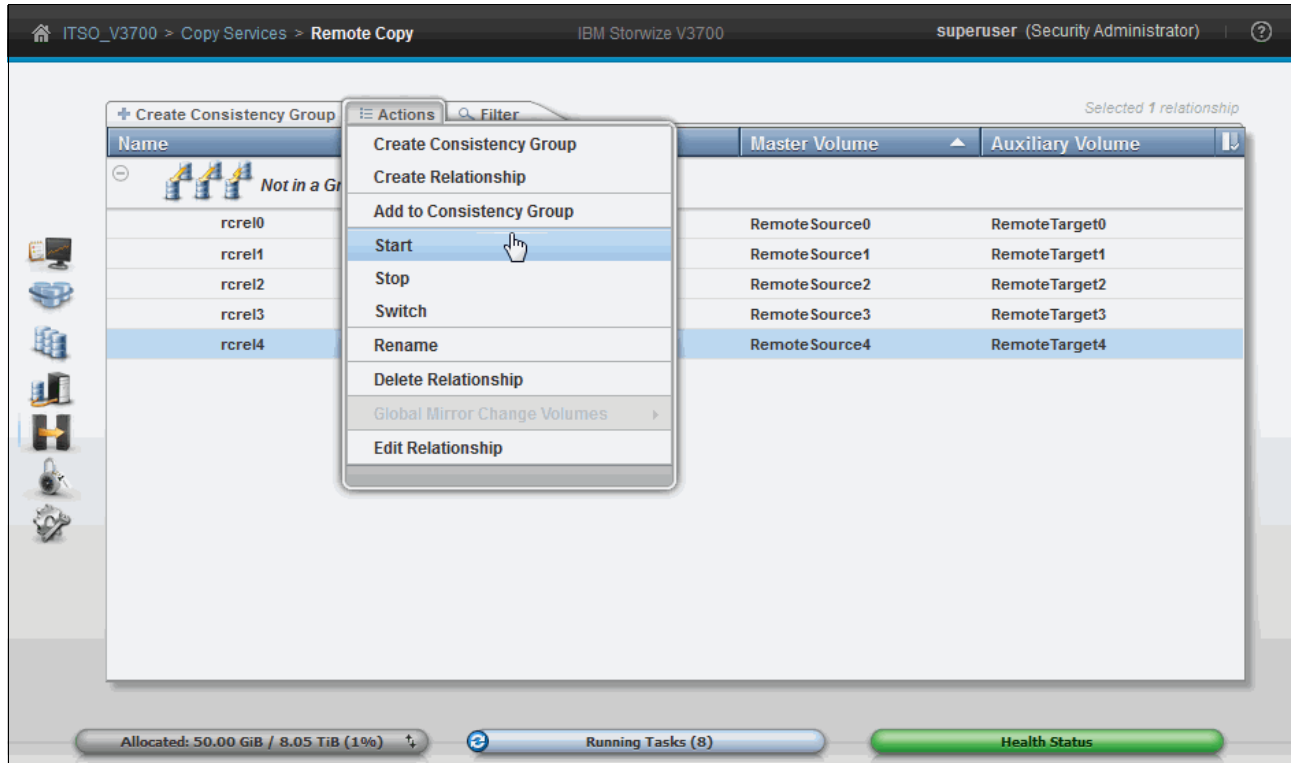 ITSO_V3700 > Copy Services > Remote Copy IBM Storwize V3700 superuser (Security Administrator) ?
Selected 1 relationship
Create Consistency Group Actions Filter
Name Master Volume Auxiliary Volume
Not in a Gr
rcrel0 RemoteSource0 RemoteTarget0
rcrel1 RemoteSource1 RemoteTarget1
rcrel2 RemoteSource2 RemoteTarget2
rcrel3 RemoteSource3 RemoteTarget3
rcrel4 RemoteSource4 RemoteTarget4
Create Consistency Group
Create Relationship
Add to Consistency Group
Start
Stop
Switch
Rename
Delete Relationship
Global Mirror Change Volumes
Edit Relationship
Allocated: 50.00 GiB / 8.05 TiB (1%) Running Tasks (8) Health Status